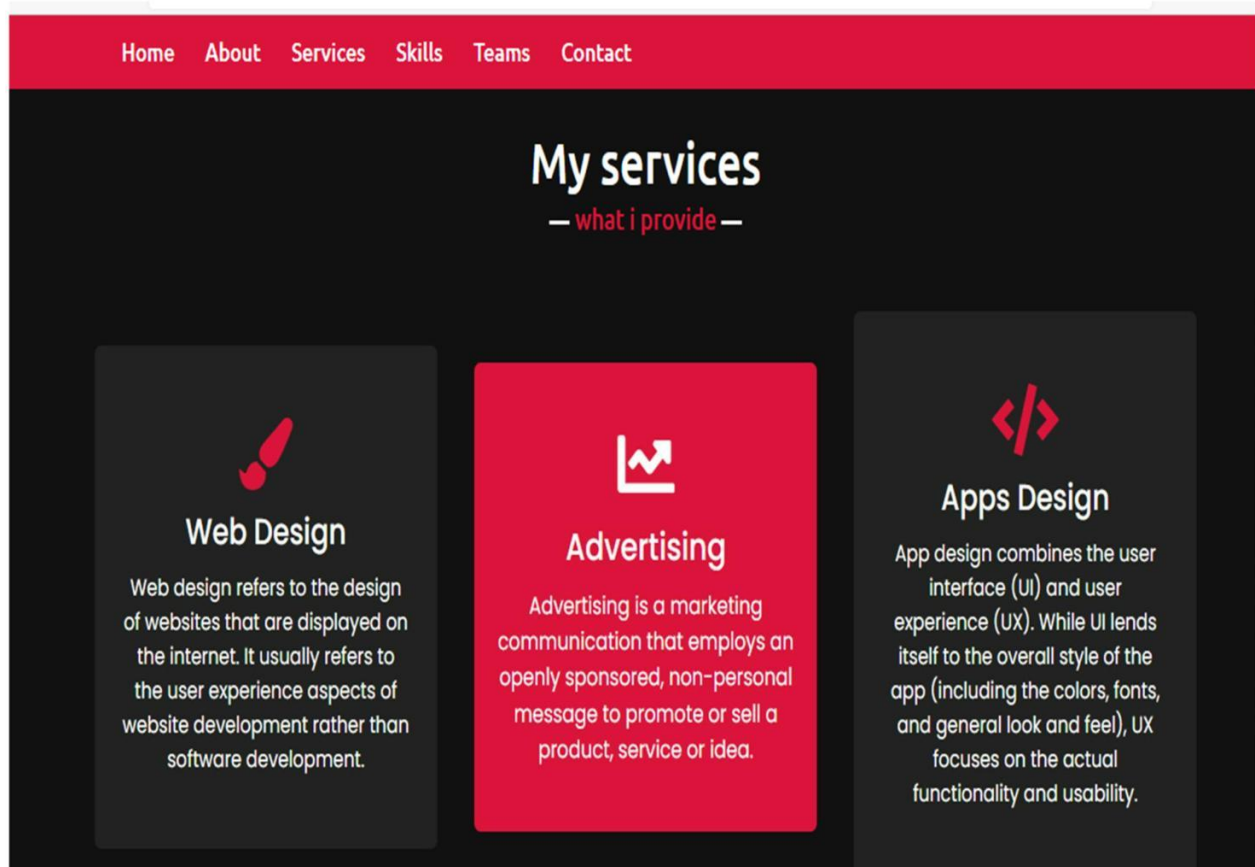 Home About Services Skills Teams Contact
My services
— what i provide —
Web Design
Web design refers to the design
of websites that are displayed on
the internet. It usually refers to
the user experience aspects of
website development rather than
software development.
Advertising
Advertising is a marketing
communication that employs an
openly sponsored, non-personal
message to promote or sell a
product, service or idea.
Apps Design
App design combines the user
interface (UI) and user
experience (UX). While UI lends
itself to the overall style of the
app (including the colors, fonts,
and general look and feel), UX
focuses on the actual
functionality and usability.